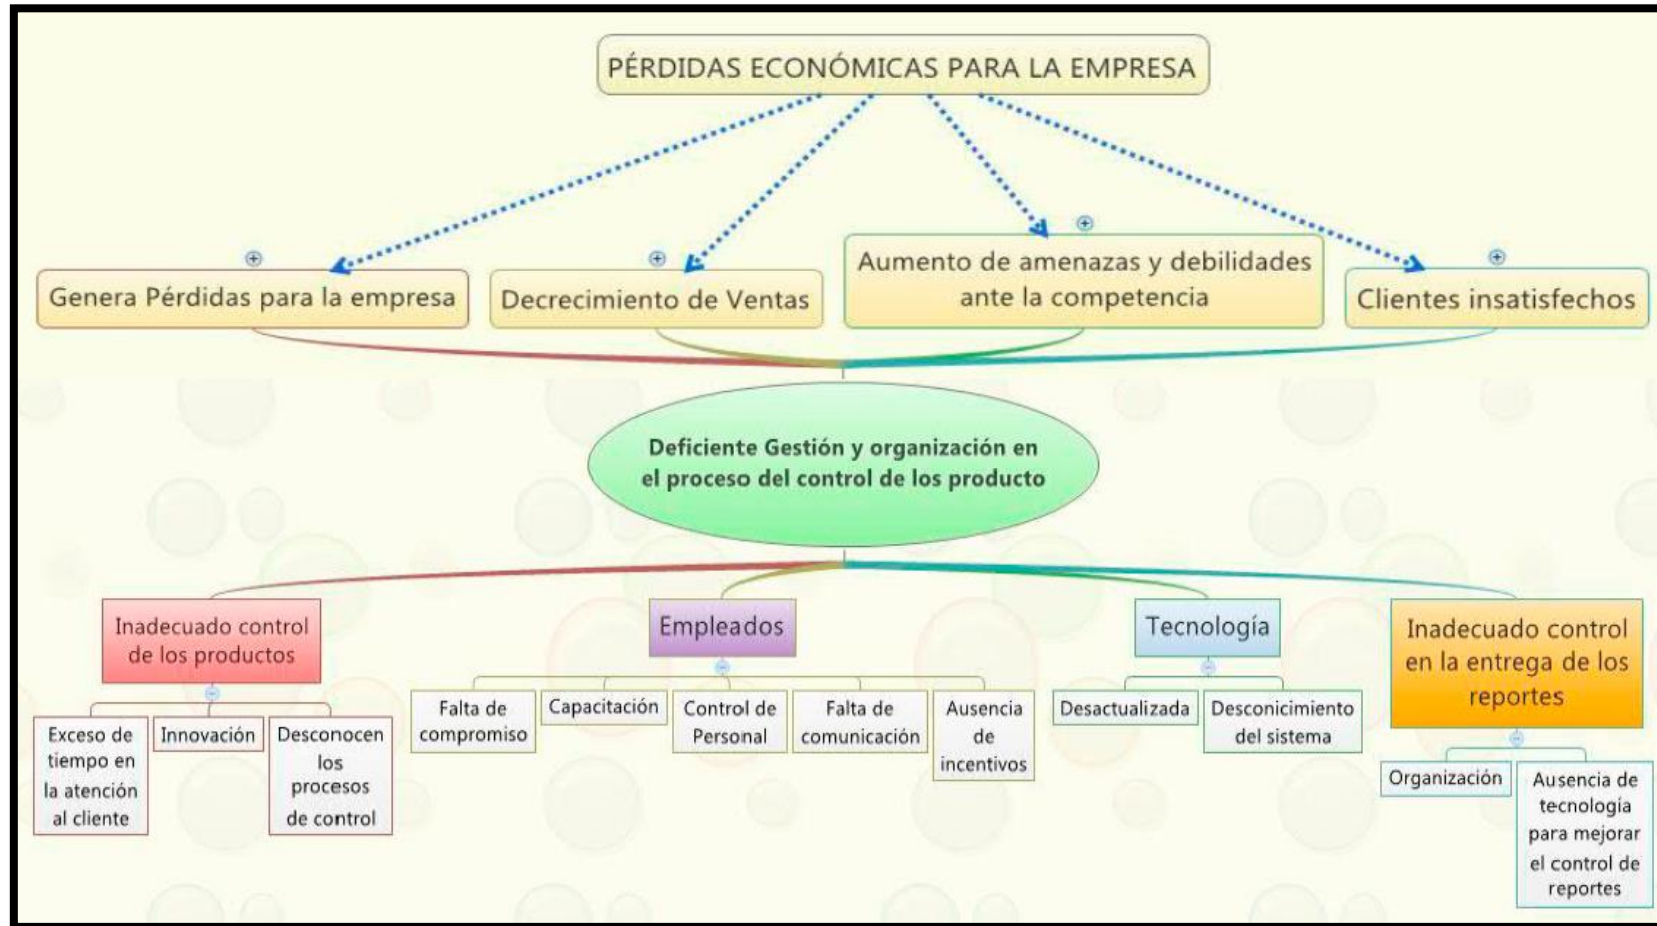 PÉRDIDAS ECONÓMICAS PARA LA EMPRESA
Genera Pérdidas para la empresa
Decrecimiento de Ventas
Aumento de amenazas y debilidades
ante la competencia
Clientes insatisfechos
Deficiente Gestión y organización en
el proceso del control de los producto
Inadecuado control
de los productos
Exceso de
tiempo en
la atención
al cliente
Innovación
Desconocen
los
procesos
de control
Empleados
Falta de
compromiso
Capacitación
Control de
Personal
Falta de
comunicación
Ausencia
de
incentivos
Tecnología
Desactualizada
Desconicimiento
del sistema
Inadecuado control
en la entrega de los
reportes
Organización
Ausencia de
tecnología
para mejorar
el control de
reportes